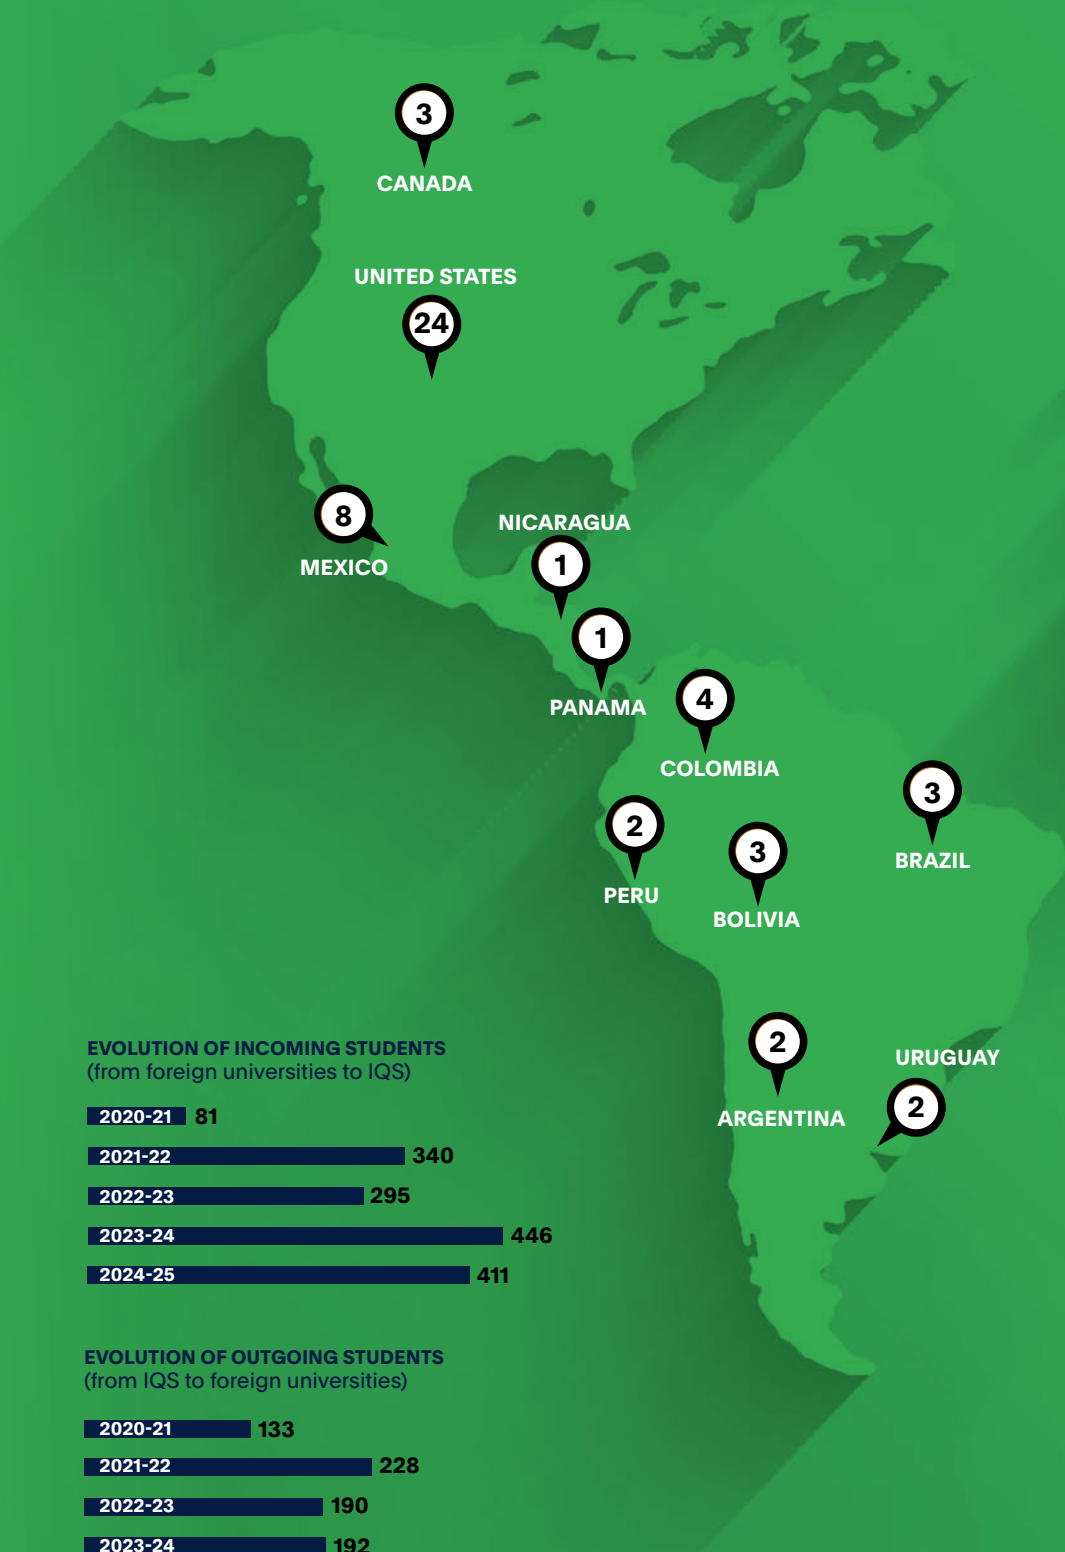 3
CANADA
UNITED STATES
24
8
MEXICO
NICARAGUA
1
1
PANAMA
4
COLOMBIA
3
BRAZIL
2
PERU
3
BOLIVIA
2
ARGENTINA
URUGUAY
2
EVOLUTION OF INCOMING STUDENTS
(from foreign universities to IQS)
2020-21 81
2021-22 340
2022-23 295
2023-24 446
2024-25 411
EVOLUTION OF OUTGOING STUDENTS
(from IQS to foreign universities)
2020-21 133
2021-22 228
2022-23 190
2023-24 192